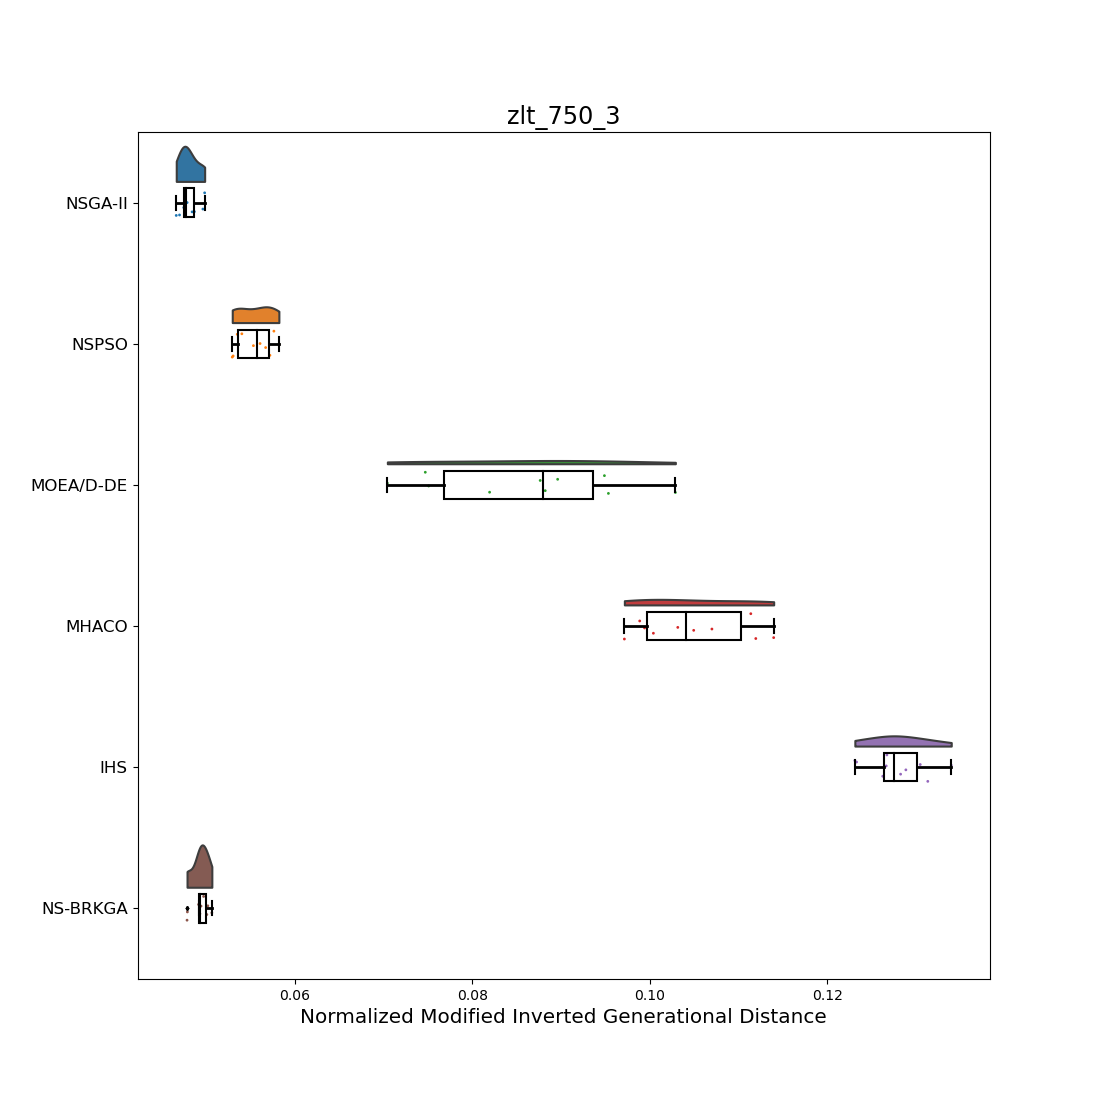 zlt_750_3
NSGA-II
NSPSO
MOEA/D-DE
MHACO
IHS
NS-BRKGA
0.06 0.08 0.10 0.12
Normalized Modified Inverted Generational Distance